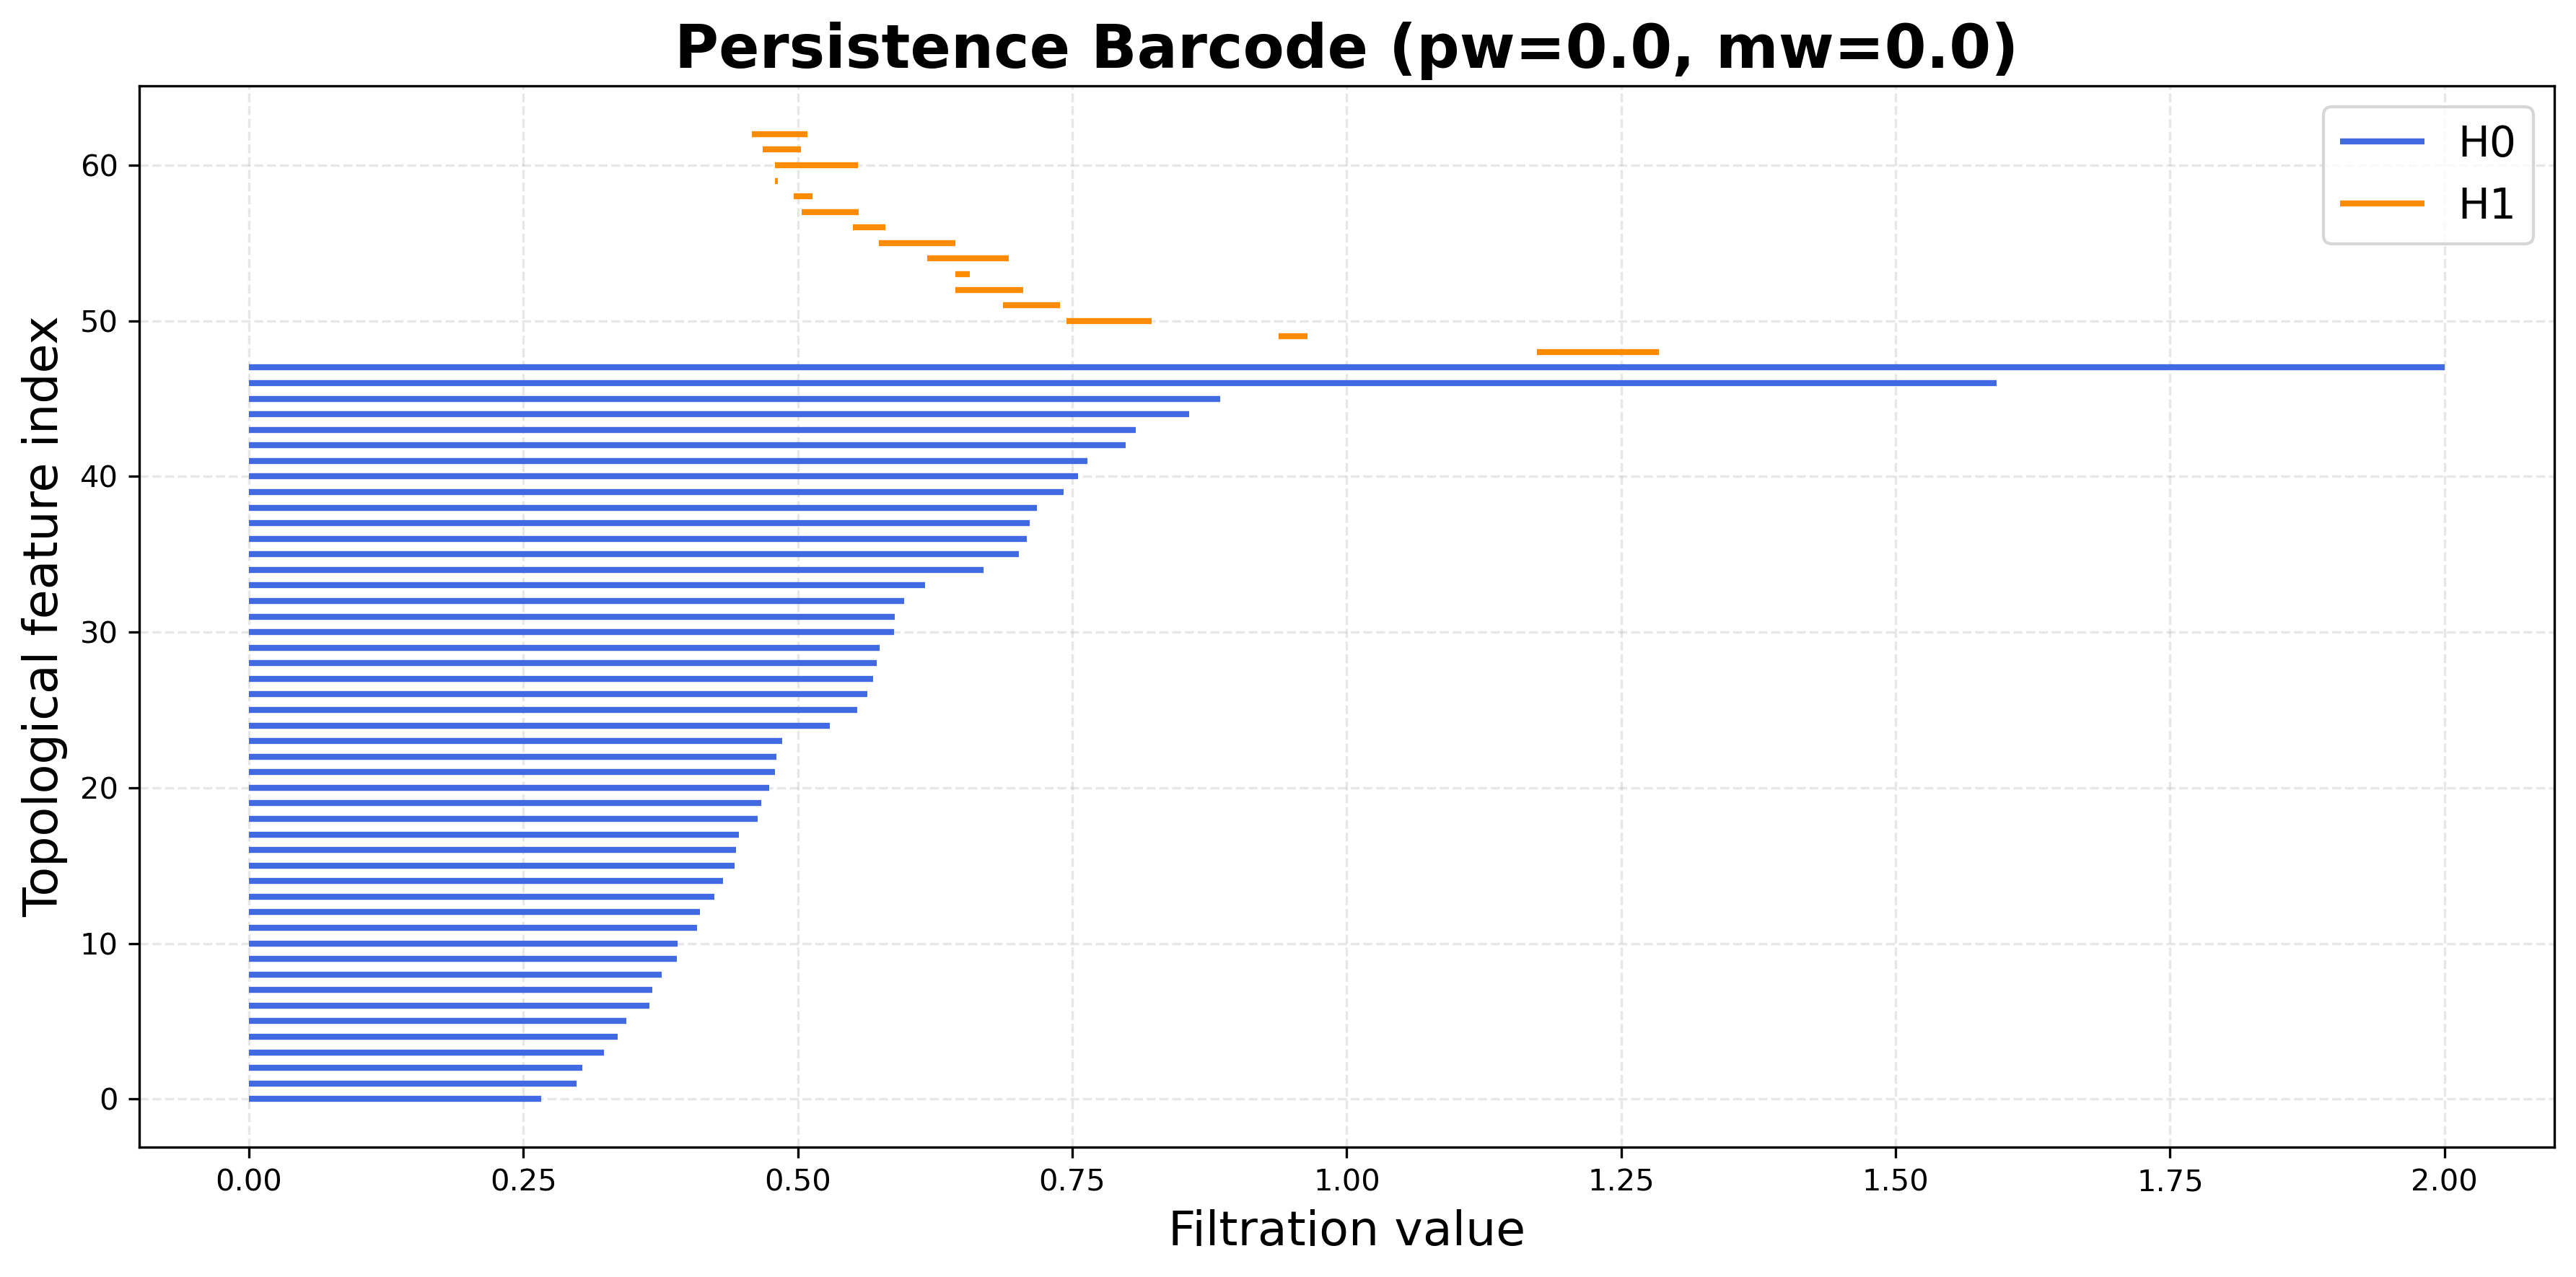 Persistence Barcode (pw=0.0, mw=0.0)
H0
H1
Topological feature index
60
50
40
30
20
10
0
0.00 0.25 0.50 0.75 1.00 1.25 1.50 1.75 2.00
Filtration value